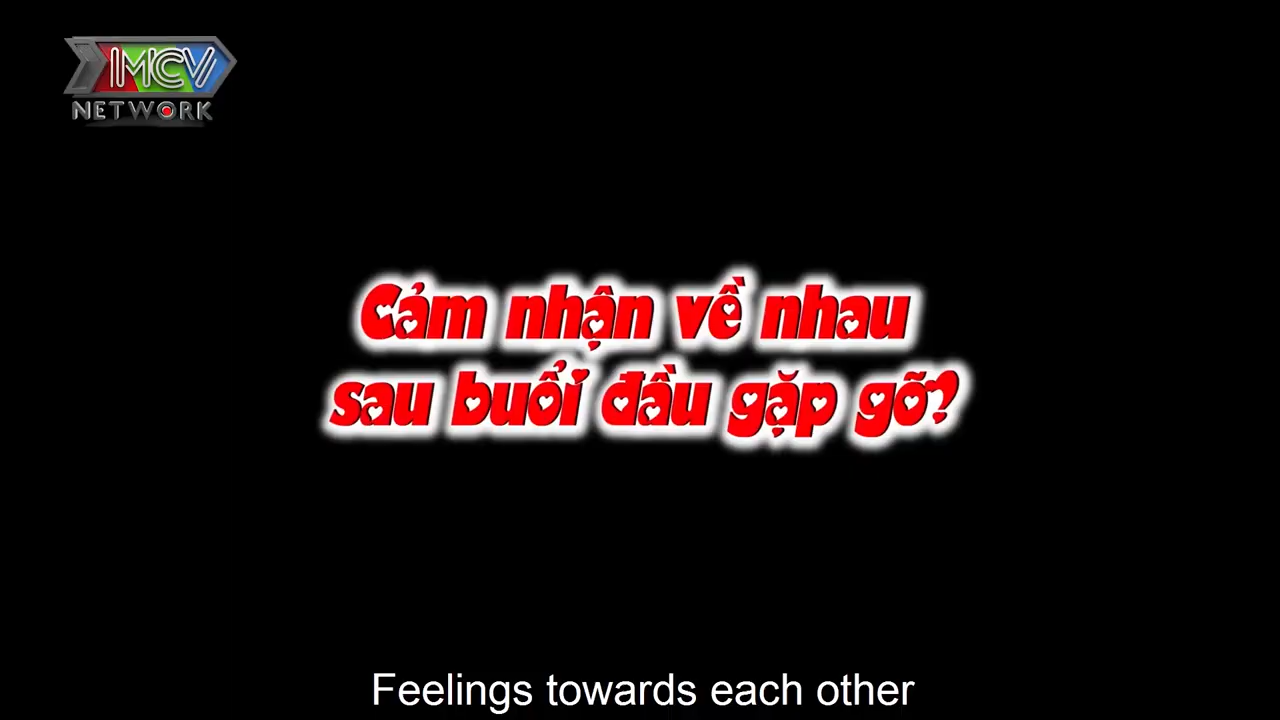 MCV
NETWORK
Cảm nhận về nhau
sau buổi đầu gặp gỡ?
Feelings towards each other